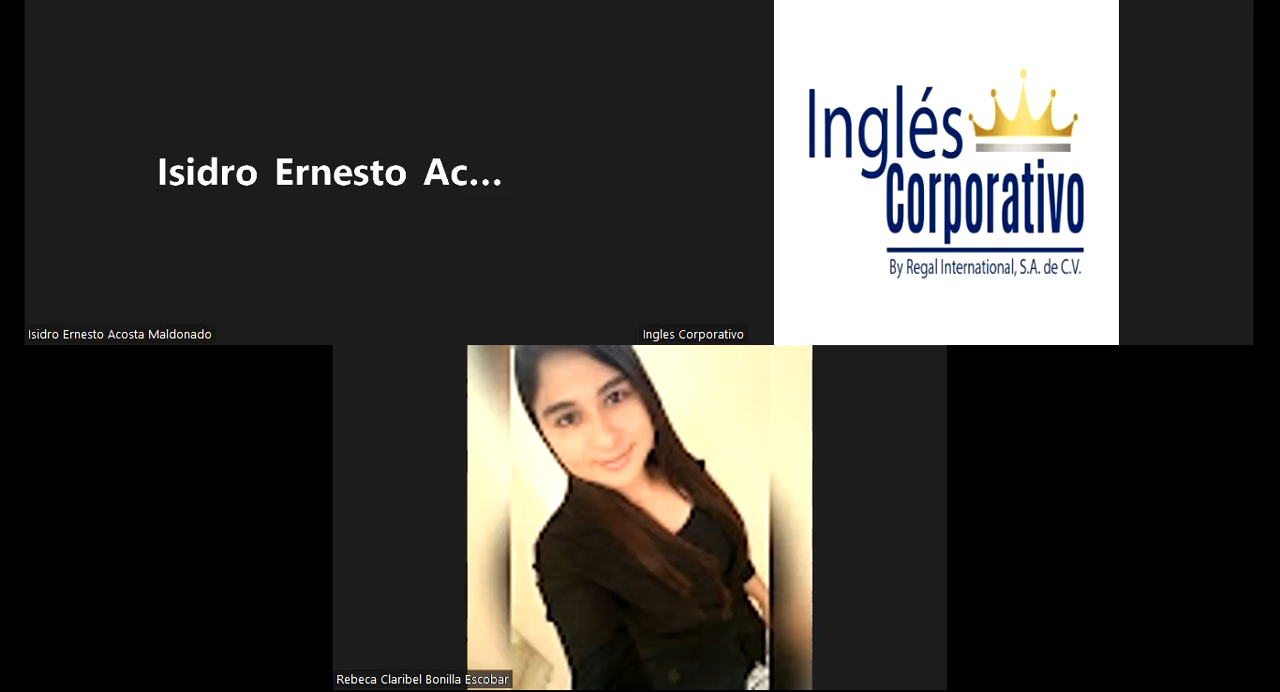 Isidro Ernesto Ac...
Inglés
Corporativo
By Regal International, S.A. de C.V.
Isidro Ernesto Acosta Maldonado
Ingles Corporativo
Rebeca Claribel Bonilla Escobar